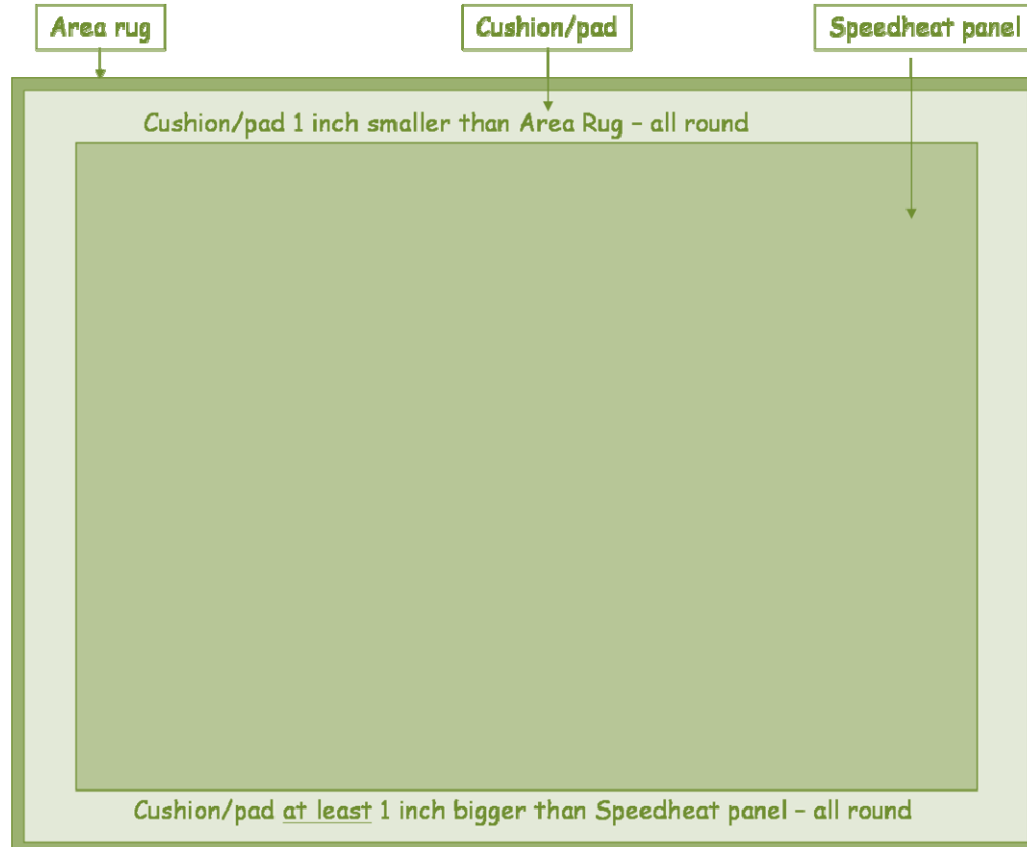 Area rug
Cushion/pad
Speedheat panel
Cushion/pad 1 inch smaller than Area Rug – all round
Cushion/pad at least 1 inch bigger than Speedheat panel – all round